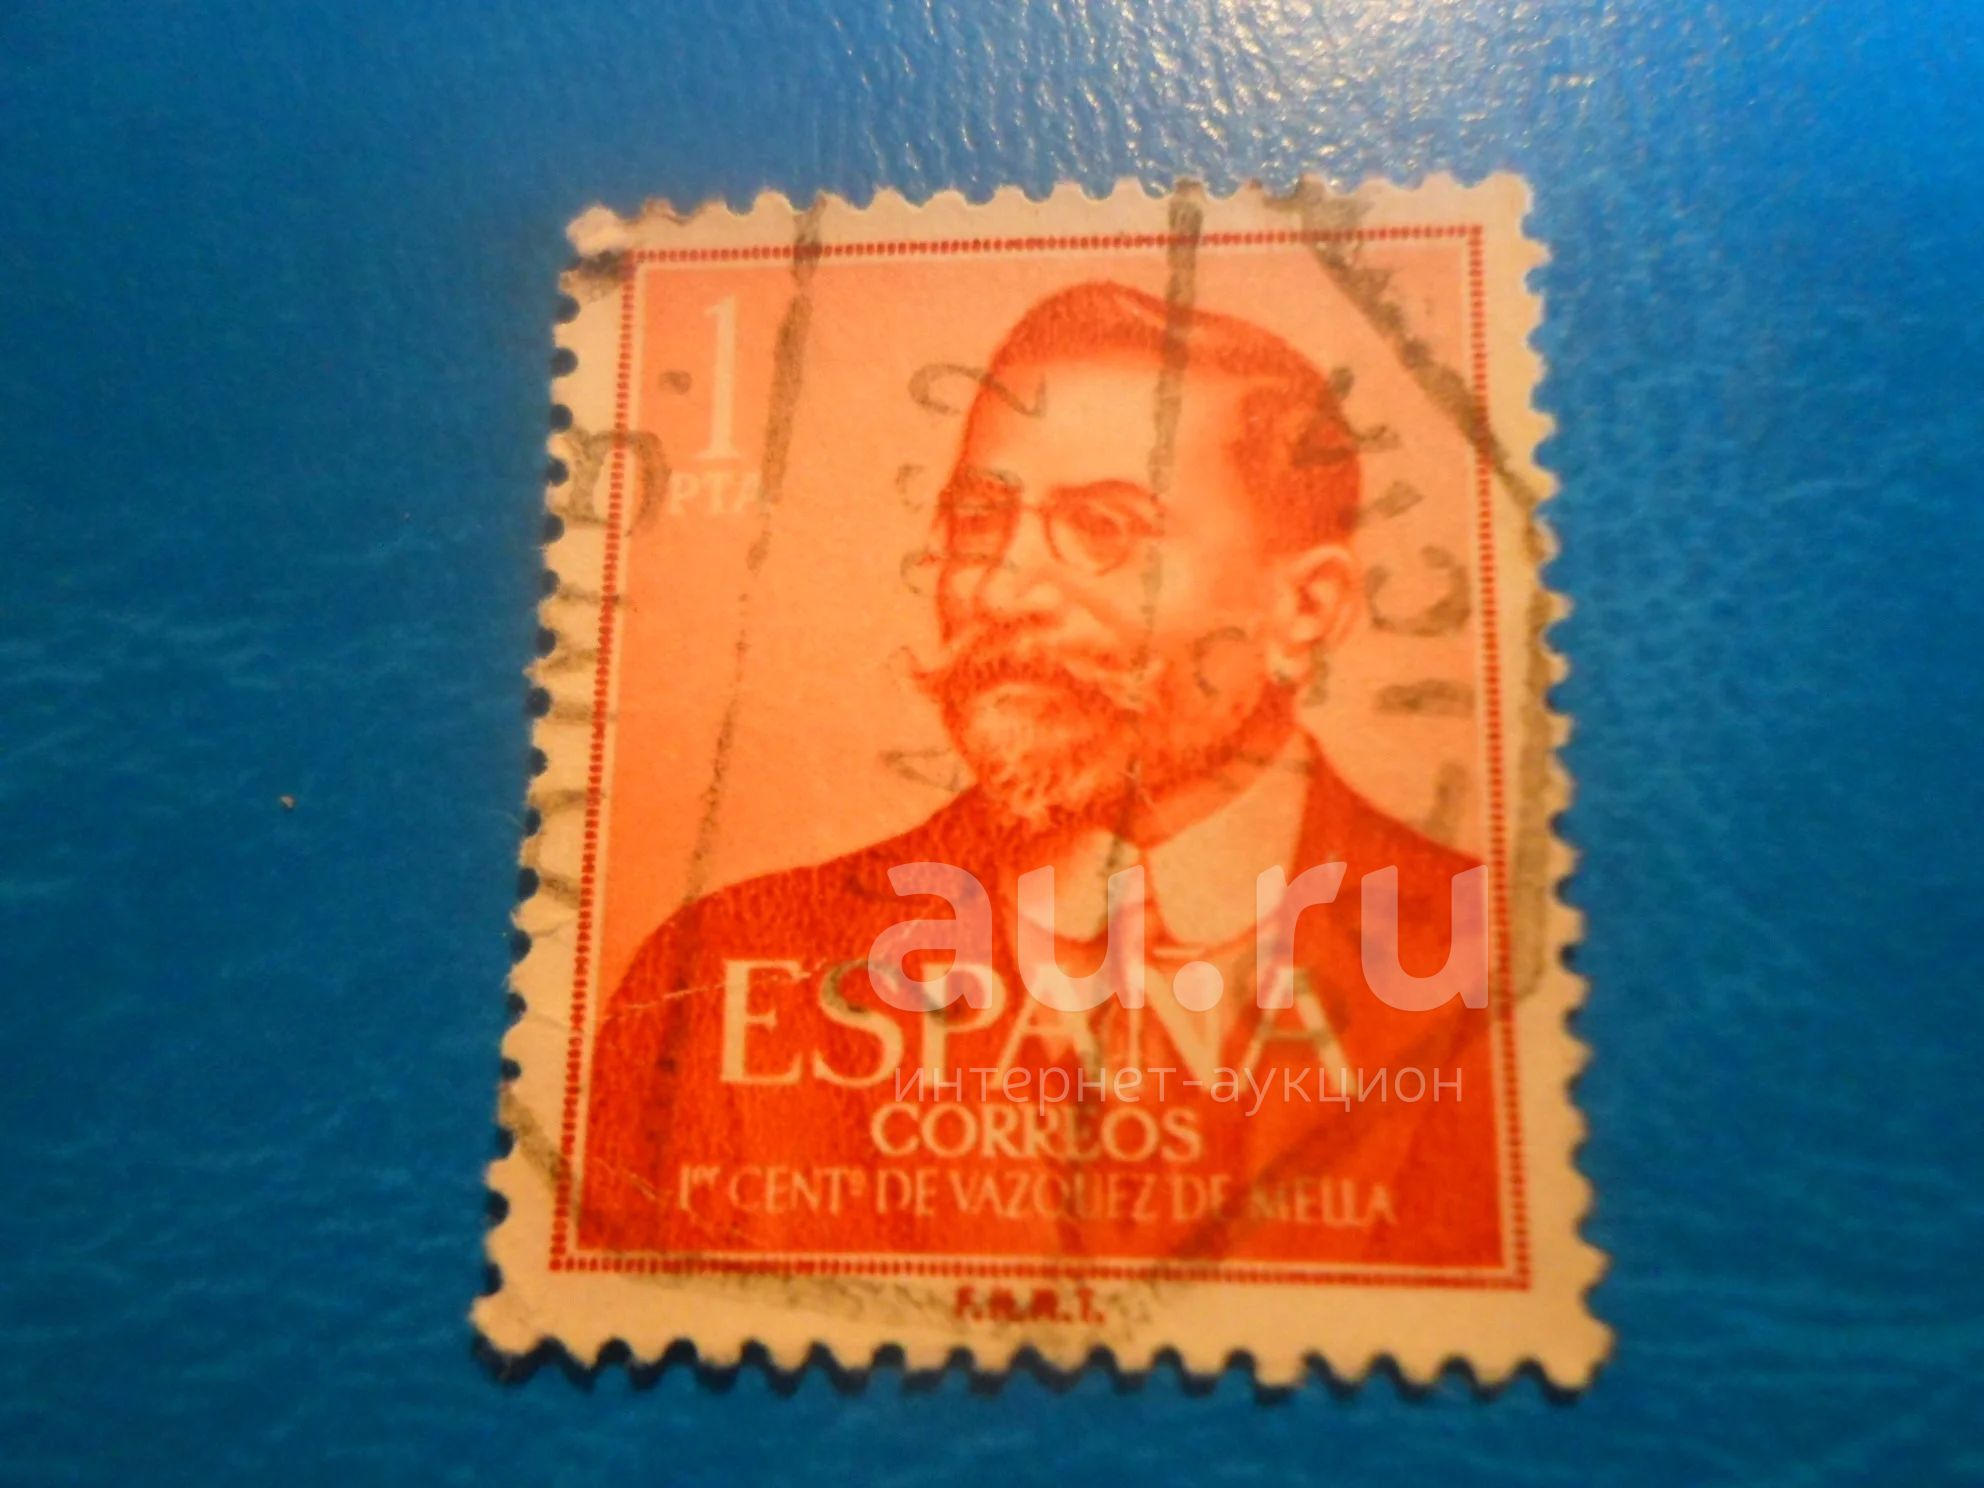 1
PTA
ESPAÑA
CORREOS
1er CENTº DE VAZQUEZ DE MELLA
F.N.M.T.
au.ru
интернет-аукцион